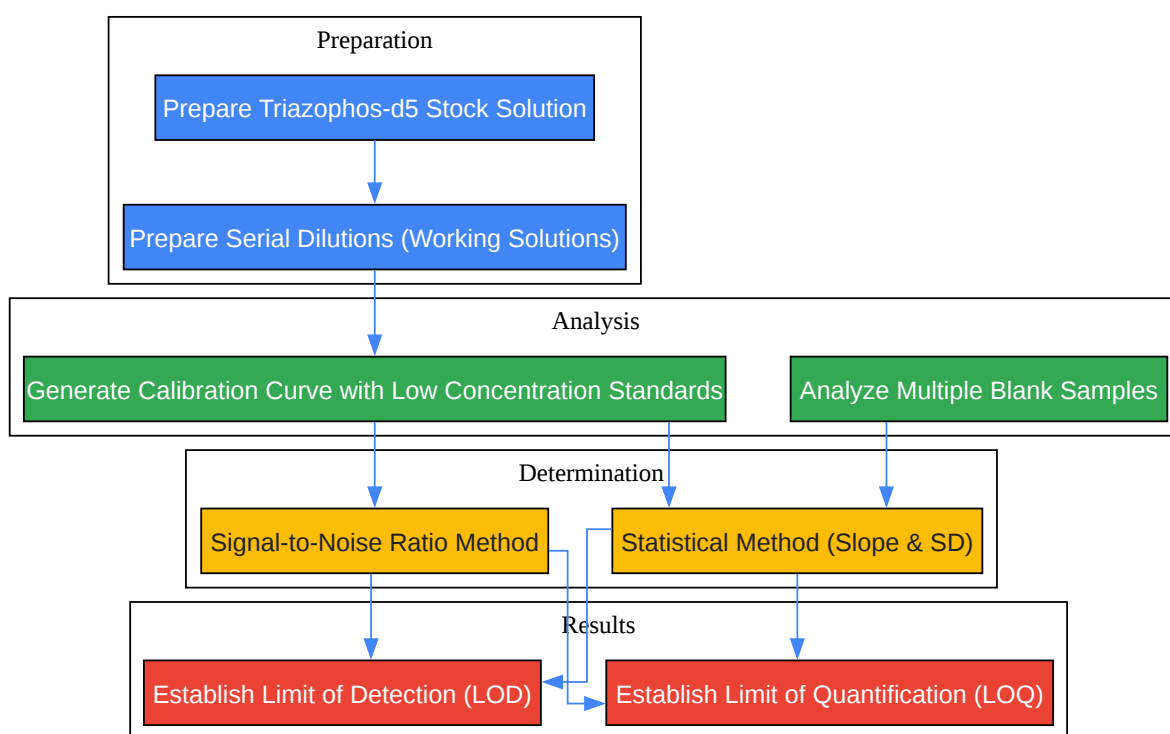 Preparation
Prepare Triazophos-d5 Stock Solution
Prepare Serial Dilutions (Working Solutions)
Analysis
Generate Calibration Curve with Low Concentration Standards
Analyze Multiple Blank Samples
Determination
Signal-to-Noise Ratio Method
Statistical Method (Slope & SD)
Results
Establish Limit of Detection (LOD)
Establish Limit of Quantification (LOQ)